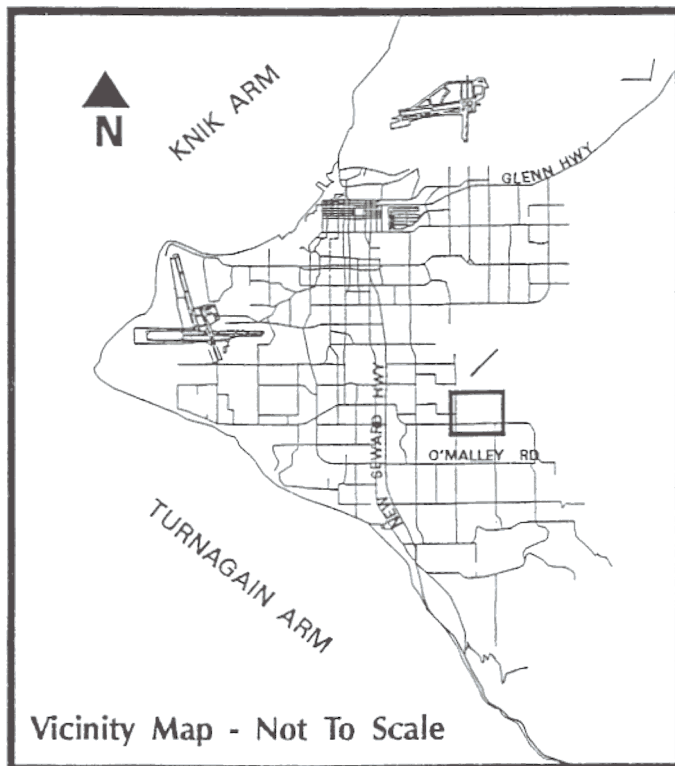 KNIK ARM
N
GLENN HWY
NEW SEWARD HWY
O'MALLEY RD
TURNAGAIN ARM
Vicinity Map - Not To Scale